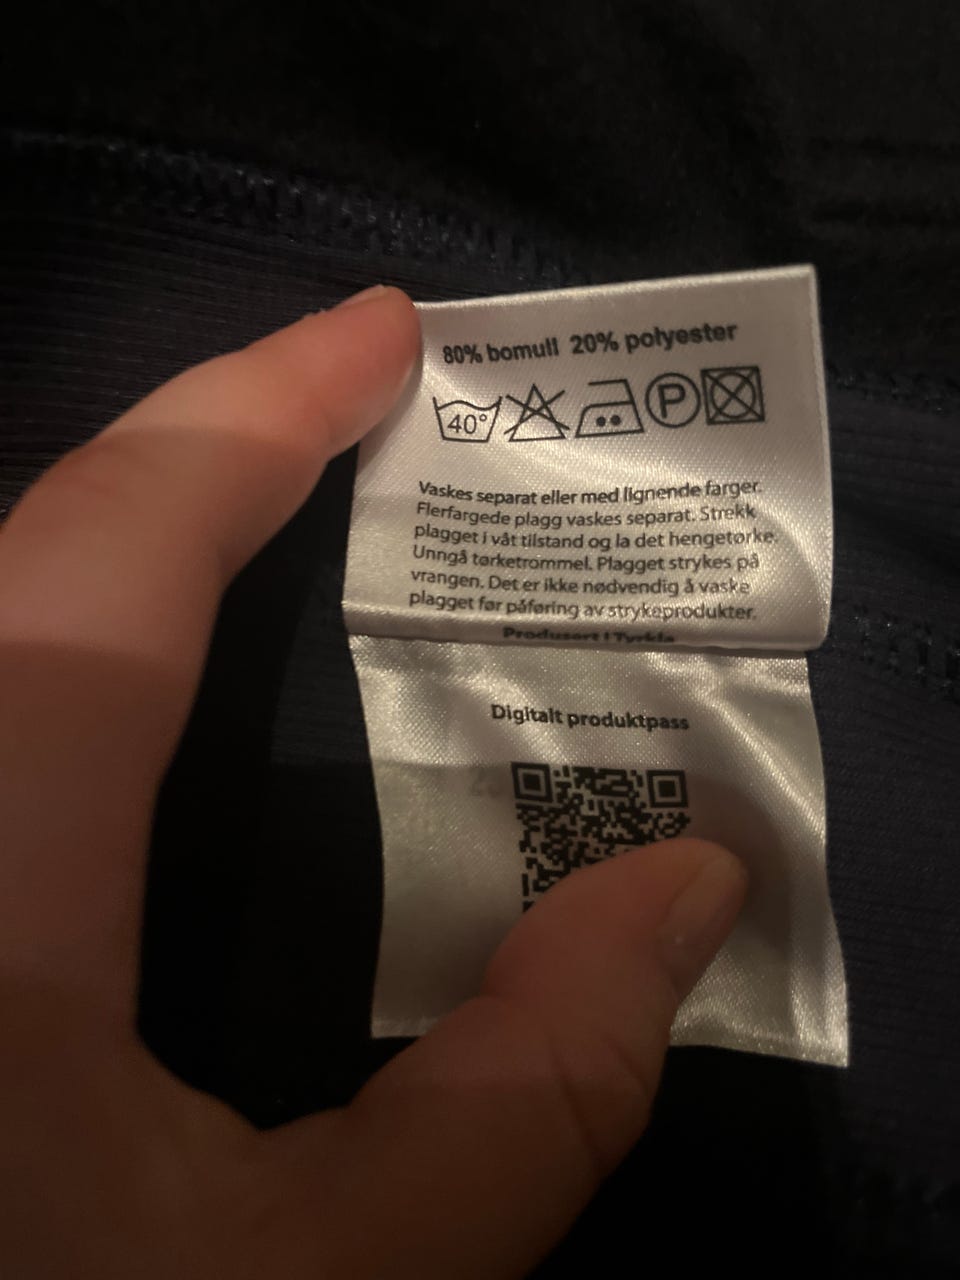 80% bomull 20% polyester
40° P
Vaskes separat eller med lignende farger.
Flerfargede plagg vaskes separat. Strekk
plagget i våt tilstand og la det hengetørke.
Unngå tørketrommel. Plagget strykes på
vrangen. Det er ikke nødvendig å vaske
plagget før påføring av strykeprodukter.
Produsert i Tyrkia
Digitalt produktpass